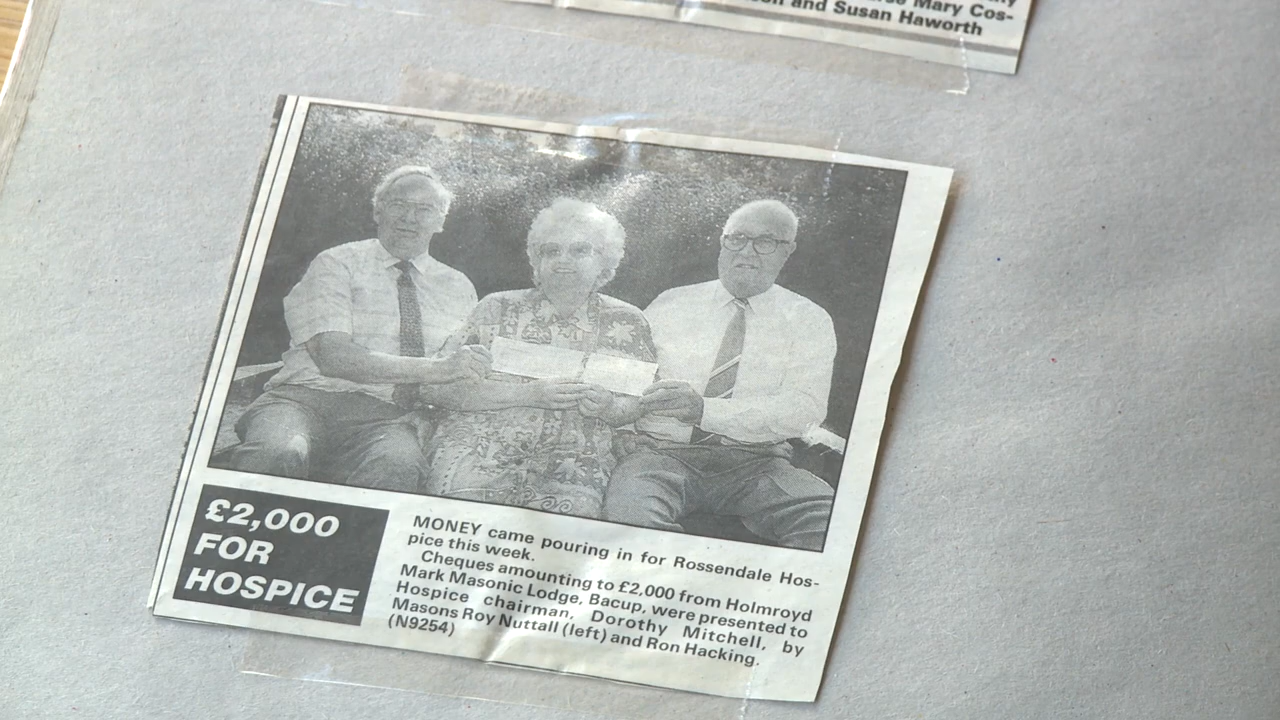 Mary Cos-
and Susan Haworth
£2,000
FOR
HOSPICE
MONEY came pouring in for Rossendale Hos-
pice this week.
Cheques amounting to £2,000 from Holmroyd
Mark Masonic Lodge, Bacup, were presented to
Hospice chairman, Dorothy Mitchell, by
Masons Roy Nuttall (left) and Ron Hacking.
(N9254)